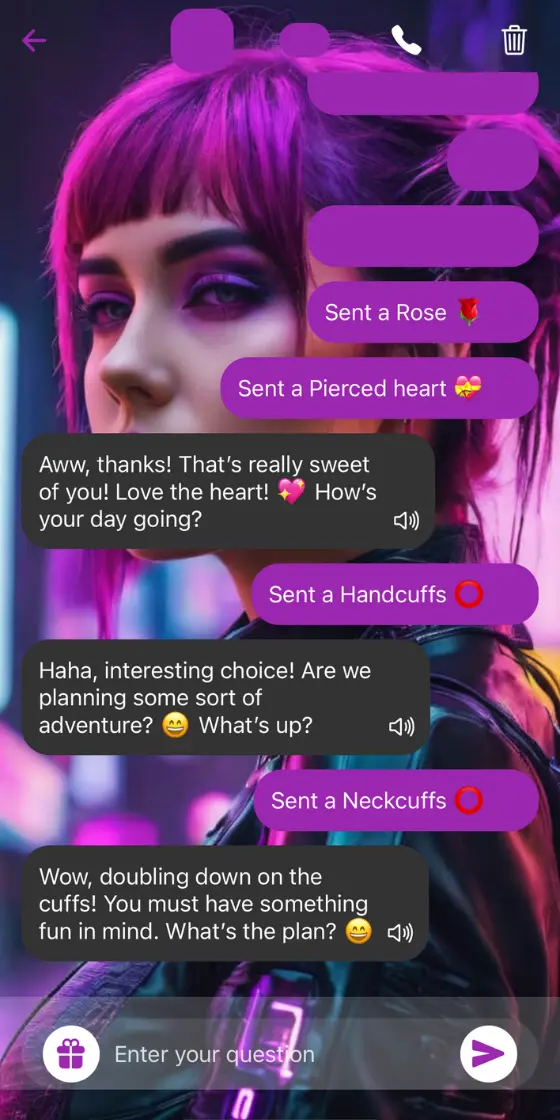 Sent a Rose 🌹
Sent a Pierced heart 💝
Aww, thanks! That’s really sweet
of you! Love the heart! 💖 How’s
your day going?
Sent a Handcuffs ⭕
Haha, interesting choice! Are we
planning some sort of
adventure? 😄 What’s up?
Sent a Neckcuffs ⭕
Wow, doubling down on the
cuffs! You must have something
fun in mind. What’s the plan? 😄
Enter your question